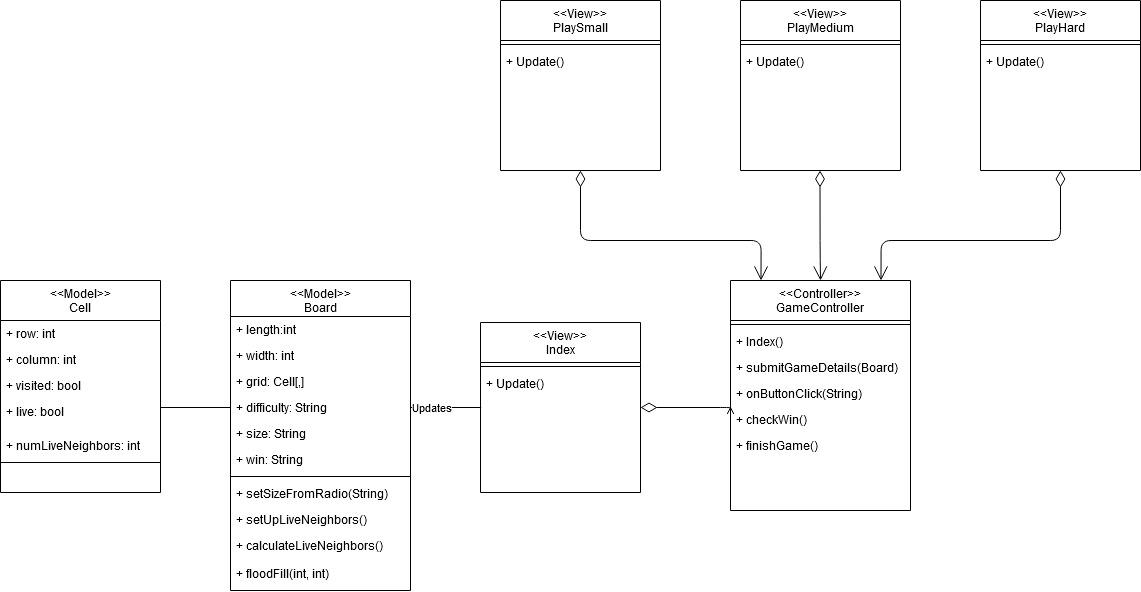 <<View>>
PlaySmall
+ Update()
<<View>>
PlayMedium
+ Update()
<<View>>
PlayHard
+ Update()
<<Model>>
Cell
+ row: int
+ column: int
+ visited: bool
+ live: bool
+ numLiveNeighbors: int
<<Model>>
Board
+ length:int
+ width: int
+ grid: Cell[,]
+ difficulty: String
+ size: String
+ win: String
+ setSizeFromRadio(String)
+ setUpLiveNeighbors()
+ calculateLiveNeighbors()
+ floodFill(int, int)
Updates
<<View>>
Index
+ Update()
<<Controller>>
GameController
+ Index()
+ submitGameDetails(Board)
+ onButtonClick(String)
+ checkWin()
+ finishGame()